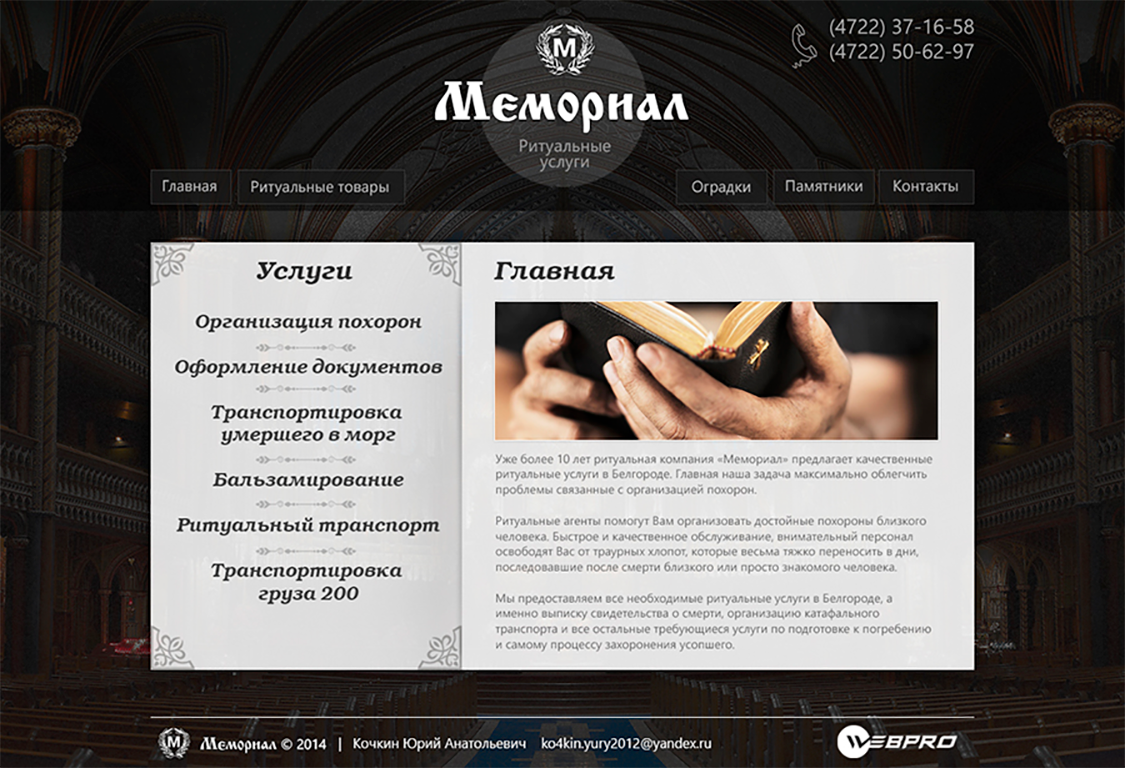 (4722) 37-16-58
(4722) 50-62-97
М
Мемориал
Ритуальные
услуги
Главная
Ритуальные товары
Оградки
Памятники
Контакты
Услуги
Организация похорон
Оформление документов
Транспортировка
умершего в морг
Бальзамирование
Ритуальный транспорт
Транспортировка
груза 200
Главная
Уже более 10 лет ритуальная компания «Мемориал» предлагает качественные
ритуальные услуги в Белгороде. Главная наша задача максимально облегчить
проблемы связанные с организацией похорон.
Ритуальные агенты помогут Вам организовать достойные похороны близкого
человека. Быстрое и качественное обслуживание, внимательный персонал
освободят Вас от траурных хлопот, которые весьма тяжко переносить в дни,
последовавшие после смерти близкого или просто знакомого человека.
Мы предоставляем все необходимые ритуальные услуги в Белгороде, а
именно выписку свидетельства о смерти, организацию катафального
транспорта и все остальные требующиеся услуги по подготовке к погребению
и самому процессу захоронения усопшего.
М Мемориал © 2014 | Кочкин Юрий Анатольевич ko4kin.yury2012@yandex.ru
WEBPRO